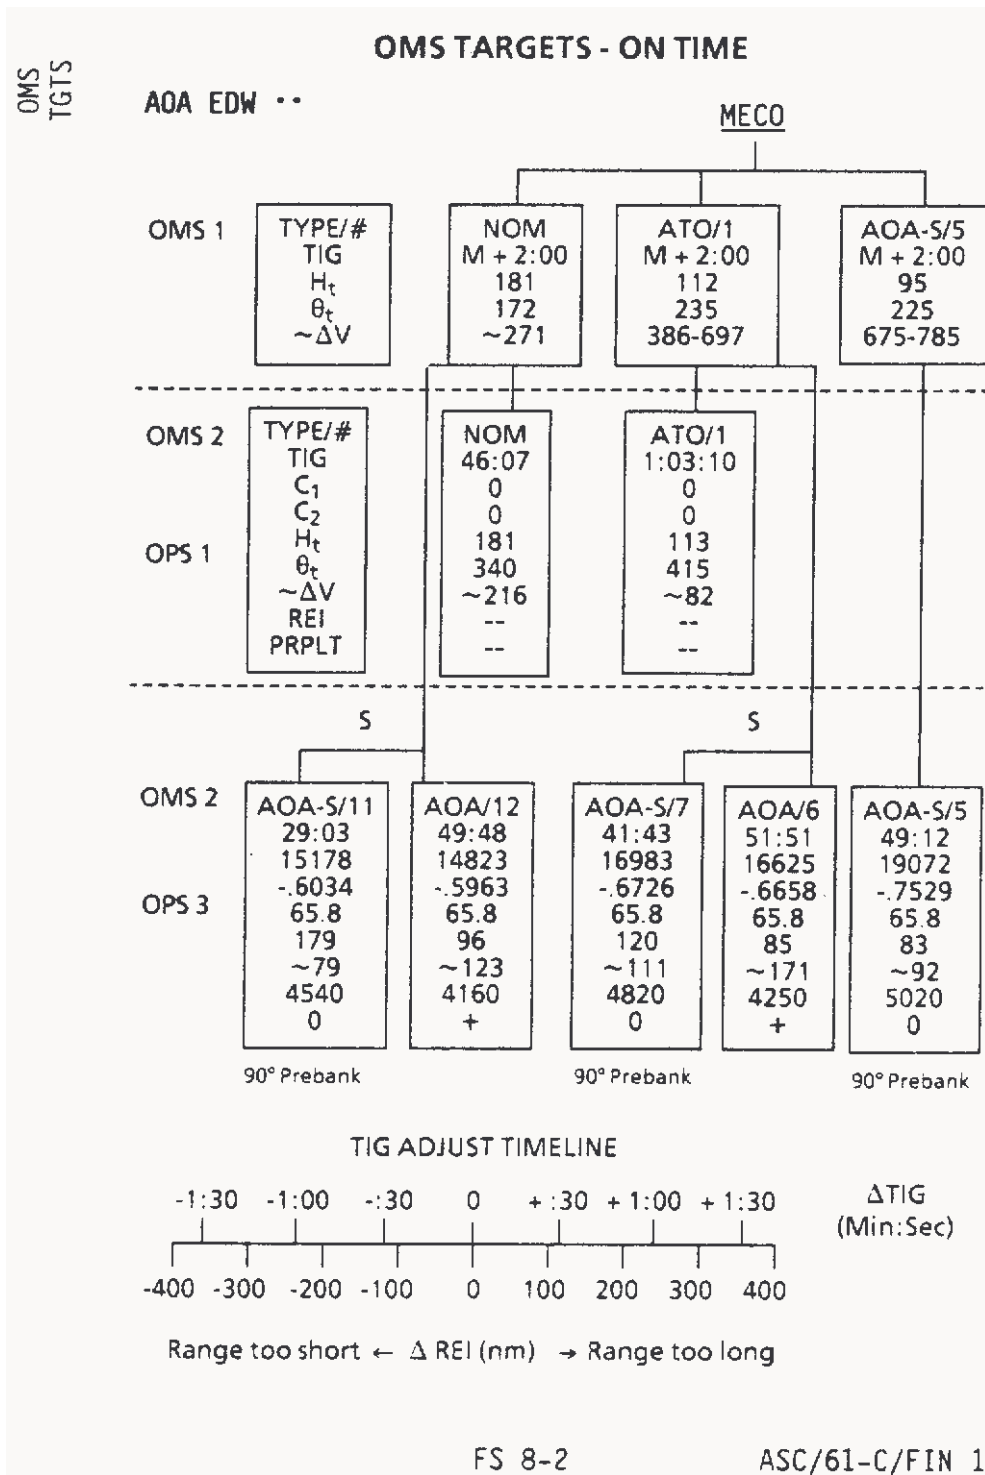 OMS TARGETS - ON TIME
OMS
TGTS
AOA EDW ··
MECO
OMS 1
TYPE/#
TIG
Ht
θt
~ΔV
NOM
M + 2:00
181
172
~271
ATO/1
M + 2:00
112
235
386-697
AOA-S/5
M + 2:00
95
225
675-785
OMS 2
OPS 1
TYPE/#
TIG
C1
C2
Ht
θt
~ΔV
REI
PRPLT
NOM
46:07
0
0
181
340
~216
--
--
ATO/1
1:03:10
0
0
113
415
~82
--
--
S
S
OMS 2
OPS 3
AOA-S/11
29:03
15178
-.6034
65.8
179
~79
4540
0
90° Prebank
AOA/12
49:48
14823
-.5963
65.8
96
~123
4160
+
AOA-S/7
41:43
16983
-.6726
65.8
120
~111
4820
0
90° Prebank
AOA/6
51:51
16625
-.6658
65.8
85
~171
4250
+
AOA-S/5
49:12
19072
-.7529
65.8
83
~92
5020
0
90° Prebank
TIG ADJUST TIMELINE
-1:30 -1:00 -:30 0 +:30 +1:00 +1:30
ΔTIG
(Min:Sec)
-400 -300 -200 -100 0 100 200 300 400
Range too short ← Δ REI (nm) → Range too long
FS 8-2
ASC/61-C/FIN 1